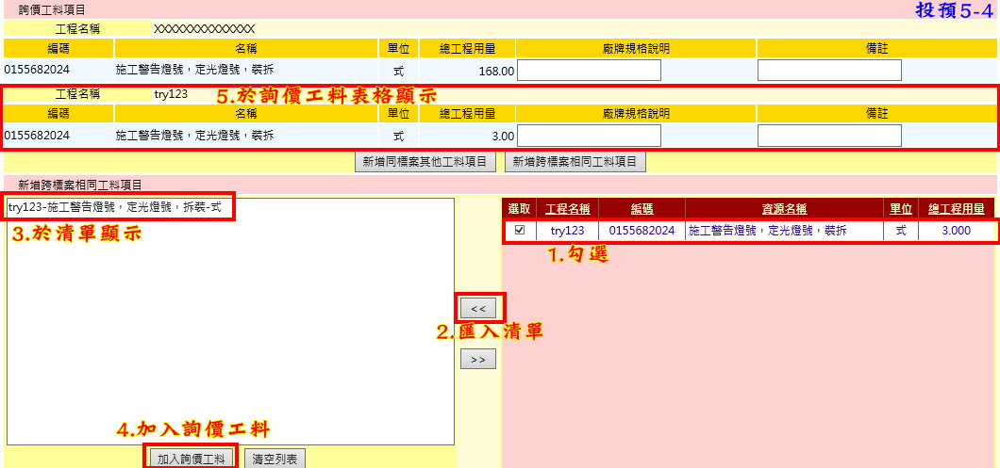 詢價工料項目 投預5-4
工程名稱 XXXXXXXXXXXXXX
編碼 名稱 單位 總工程用量 廠牌規格說明 備註
0155682024 施工警告燈號，定光燈號，裝拆 式 168.00
工程名稱 try123 5.於詢價工料表格顯示
編碼 名稱 單位 總工程用量 廠牌規格說明 備註
0155682024 施工警告燈號，定光燈號，裝拆 式 3.00
新增同標案其他工料項目 新增跨標案相同工料項目
新增跨標案相同工料項目
try123-施工警告燈號，定光燈號，拆裝-式
3.於清單顯示
選取 工程名稱 編碼 資源名稱 單位 總工程用量
try123 0155682024 施工警告燈號，定光燈號，裝拆 式 3.000
1.勾選
<<
2.匯入清單
>>
4.加入詢價工料
加入詢價工料 清空列表